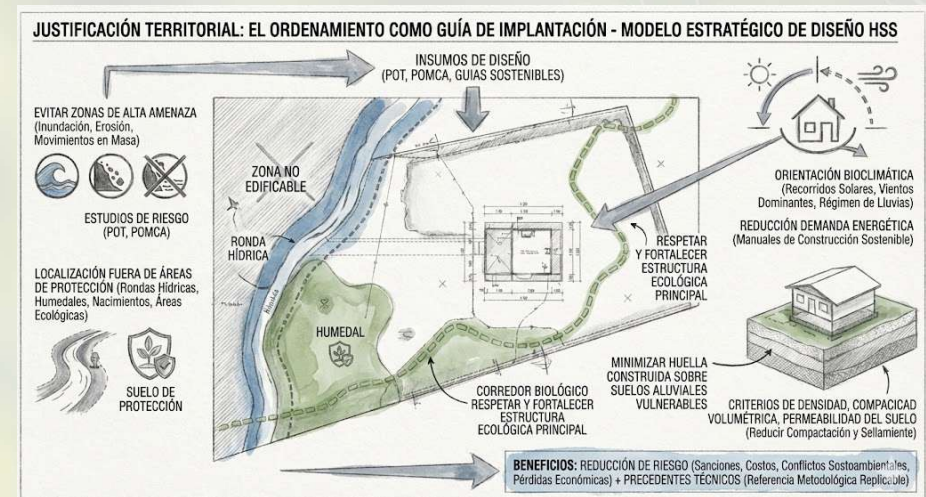 JUSTIFICACIÓN TERRITORIAL: EL ORDENAMIENTO COMO GUÍA DE IMPLANTACIÓN - MODELO ESTRATÉGICO DE DISEÑO HSS
INSUMOS DE DISEÑO
(POT, POMCA, GUIAS SOSTENIBLES)
EVITAR ZONAS DE ALTA AMENAZA
(Inundación, Erosión,
Movimientos en Masa)
ESTUDIOS DE RIESGO
(POT, POMCA)
LOCALIZACIÓN FUERA DE ÁREAS
DE PROTECCIÓN (Rondas Hídricas,
Humedales, Nacimientos, Áreas
Ecológicas)
SUELO DE
PROTECCIÓN
ZONA NO
EDIFICABLE
RONDA
HÍDRICA
HUMEDAL
RESPETAR
Y FORTALECER
ESTRUCTURA
ECOLÓGICA
PRINCIPAL
CORREDOR BIOLÓGICO
RESPETAR Y FORTALECER
ESTRUCTURA
ECOLÓGICA PRINCIPAL
ORIENTACIÓN BIOCLIMÁTICA
(Recorridos Solares, Vientos
Dominantes, Régimen de Lluvias)
REDUCCIÓN DEMANDA ENERGÉTICA
(Manuales de Construcción Sostenible)
MINIMIZAR HUELLA
CONSTRUIDA SOBRE
SUELOS ALUVIALES
VULNERABLES
CRITERIOS DE DENSIDAD, COMPACICAD
VOLUMÉTRICA, PERMEABILIDAD DEL SUELO
(Reducir Compactación y Sellamiento)
BENEFICIOS: REDUCCIÓN DE RIESGO (Sanciones, Costos, Conflictos Sostoambientales,
Pérdidas Económicas) + PRECEDENTES TÉCNICOS (Referencia Metodológica Replicable)